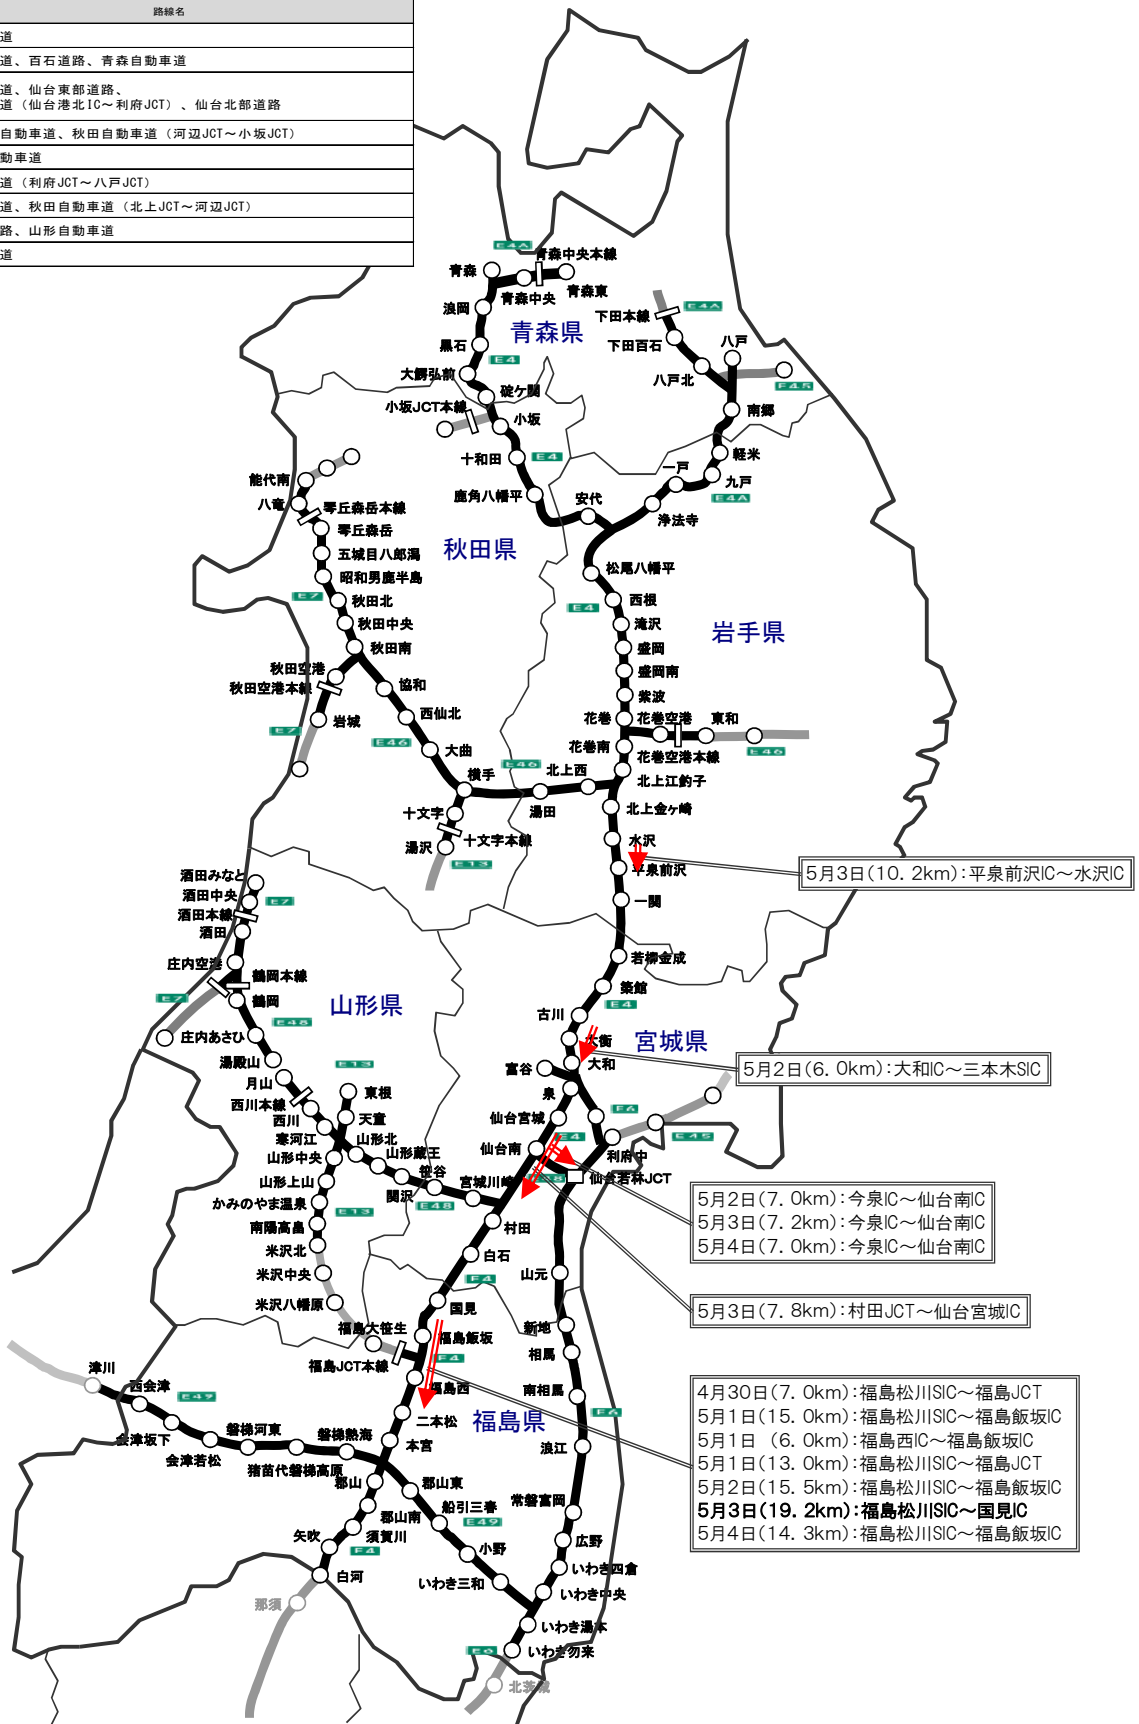 路線名
道
道、百石道路、青森自動車道
道、仙台東部道路、
道（仙台港北IC～利府JCT）、仙台北部道路
自動車道、秋田自動車道（河辺JCT～小坂JCT）
動車道
道（利府JCT～八戸JCT）
道、秋田自動車道（北上JCT～河辺JCT）
路、山形自動車道
道
E4A
青森中央本線
青森
青森中央
青森東
浪岡
青森県
下田本線
E4A
黒石
下田百石
八戸
E4
大鰐弘前
八戸北
E45
碇ケ関
小坂JCT本線
小坂
南郷
十和田
E4
軽米
一戸
九戸
能代南
鹿角八幡平
安代
E4A
八竜
琴丘森岳本線
浄法寺
琴丘森岳
五城目八郎潟
秋田県
昭和男鹿半島
松尾八幡平
E7
秋田北
E4
西根
秋田中央
滝沢
岩手県
秋田南
盛岡
秋田空港
盛岡南
秋田空港本線
協和
紫波
岩城
西仙北
花巻
花巻空港
東和
E7
E46
大曲
花巻南
花巻空港本線
E46
E46
横手
北上西
北上江釣子
十文字
湯田
北上金ヶ崎
十文字本線
水沢
湯沢
E13
平泉前沢
5月3日(10.2km):平泉前沢IC～水沢IC
酒田みなと
酒田中央
E7
一関
酒田本線
酒田
庄内空港
若柳金成
鶴岡本線
築館
E7
鶴岡
山形県
E4
古川
E48
庄内あさひ
大衡
宮城県
湯殿山
E13
富谷
大和
5月2日(6.0km):大和IC～三本木SIC
月山
西川本線
東根
泉
西川
天童
仙台宮城
E6
寒河江
山形北
E4
E45
山形中央
山形蔵王
仙台南
利府中
山形上山
笹谷
E48
仙台若林JCT
関沢
宮城川崎
かみのやま温泉
E48
5月2日(7.0km):今泉IC～仙台南IC
5月3日(7.2km):今泉IC～仙台南IC
5月4日(7.0km):今泉IC～仙台南IC
E13
南陽高畠
村田
米沢北
白石
米沢中央
山元
E4
米沢八幡原
国見
5月3日(7.8km):村田JCT～仙台宮城IC
福島大笹生
福島飯坂
新地
福島JCT本線
E4
相馬
津川
西会津
E49
福島西
南相馬
4月30日(7.0km):福島松川SIC～福島JCT
5月1日(15.0km):福島松川SIC～福島飯坂IC
5月1日 (6.0km):福島西IC～福島飯坂IC
5月1日(13.0km):福島松川SIC～福島JCT
5月2日(15.5km):福島松川SIC～福島飯坂IC
5月3日(19.2km):福島松川SIC～国見IC
5月4日(14.3km):福島松川SIC～福島飯坂IC
E6
二本松
福島県
会津坂下
磐梯河東
磐梯熱海
本宮
会津若松
浪江
猪苗代磐梯高原
郡山
郡山東
船引三春
常磐富岡
郡山南
E49
矢吹
須賀川
広野
E4
小野
白河
いわき三和
いわき四倉
いわき中央
那須
いわき湯本
E6
いわき勿来
北茨城